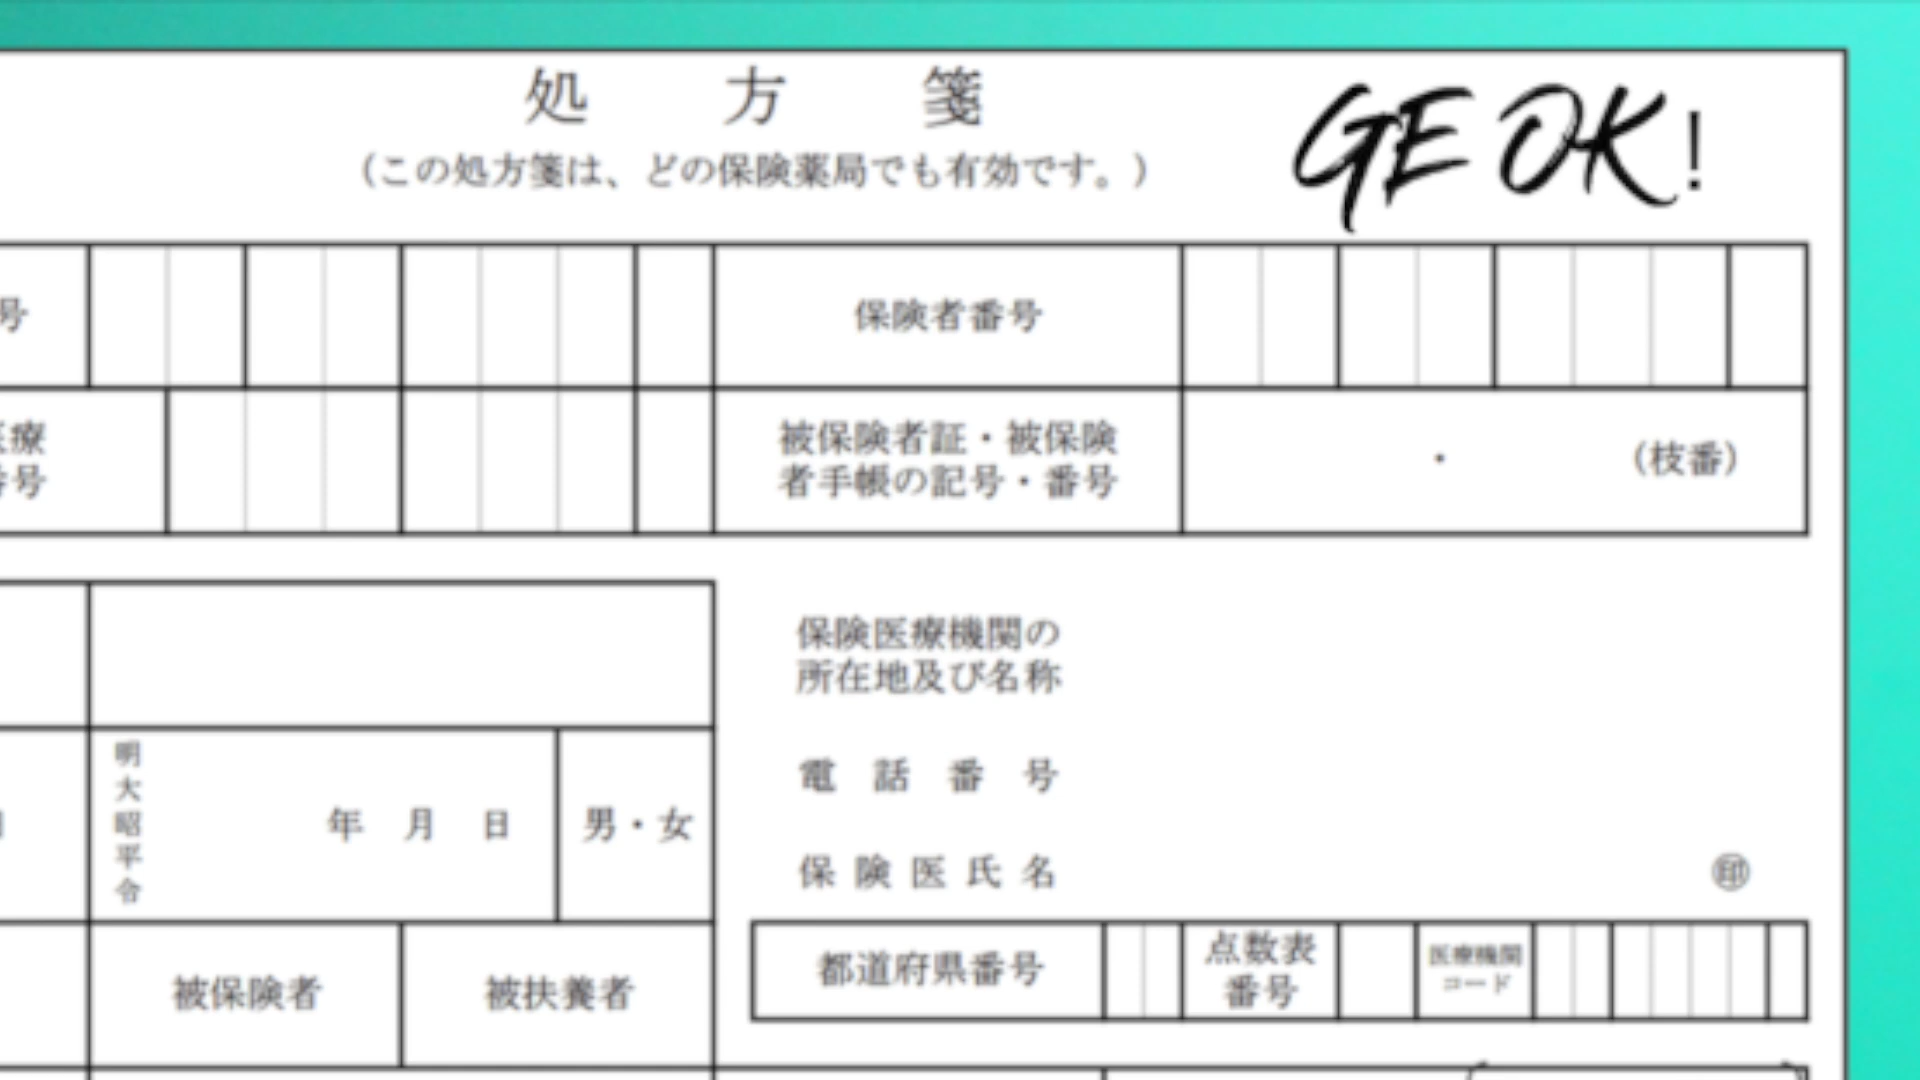 処方箋
GE OK!
（この処方箋は、どの保険薬局でも有効です。）
号
保険者番号
療
号
被保険者証・被保険
者手帳の記号・番号
・ （枝番）
保険医療機関の
所在地及び名称
電話番号
保険医氏名 ㊞
明
大
昭
平
令
年 月 日
男・女
被保険者
被扶養者
都道府県番号
点数表
番号
医療機関
コード